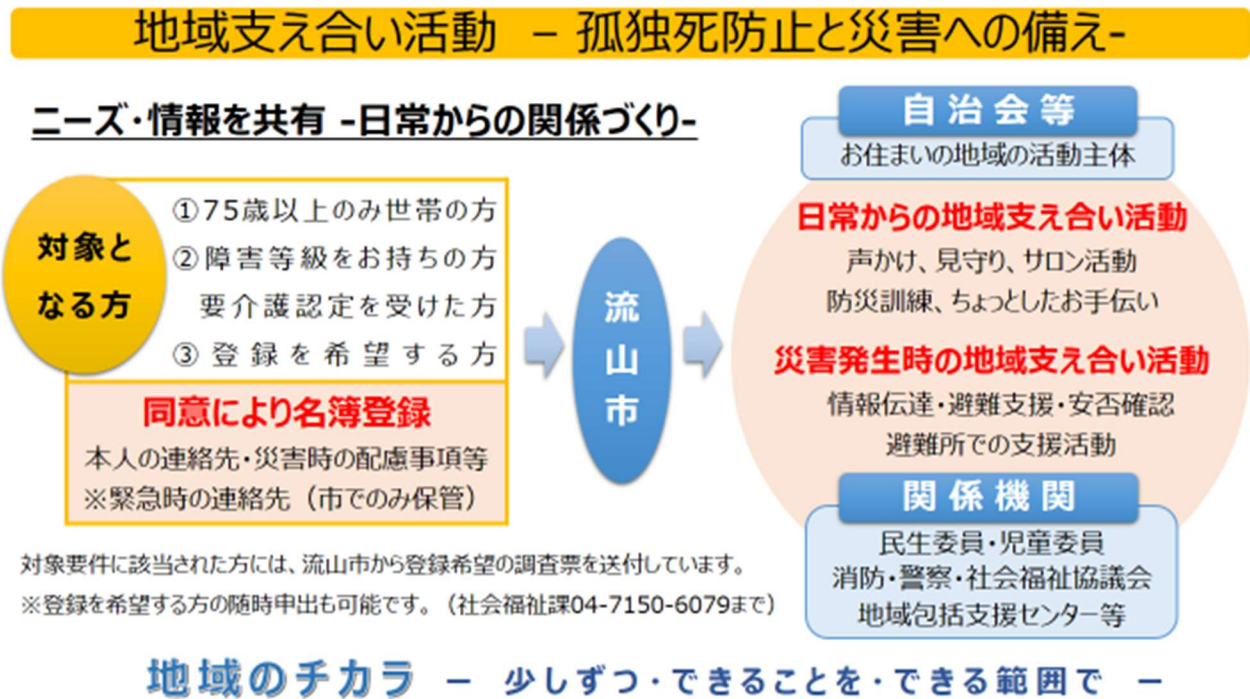 地域支え合い活動 － 孤独死防止と災害への備え-
ニーズ・情報を共有 -日常からの関係づくり-
対象と
なる方
①75歳以上のみ世帯の方
②障害等級をお持ちの方
要介護認定を受けた方
③登録を希望する方
同意により名簿登録
本人の連絡先・災害時の配慮事項等
※緊急時の連絡先（市でのみ保管）
流山市
自治会等
お住まいの地域の活動主体
日常からの地域支え合い活動
声かけ、見守り、サロン活動
防災訓練、ちょっとしたお手伝い
災害発生時の地域支え合い活動
情報伝達・避難支援・安否確認
避難所での支援活動
関係機関
民生委員・児童委員
消防・警察・社会福祉協議会
地域包括支援センター等
対象要件に該当された方には、流山市から登録希望の調査票を送付しています。
※登録を希望する方の随時申出も可能です。（社会福祉課04-7150-6079まで）
地域のチカラ － 少しずつ・できることを・できる範囲で －